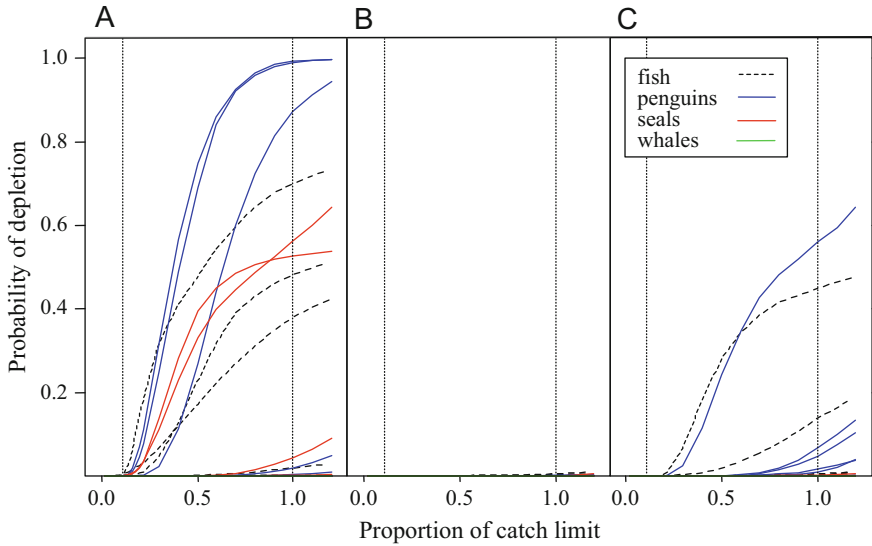 A
B
C
Probability of depletion
1.0
0.8
0.6
0.4
0.2
fish
penguins
seals
whales
0.0 0.5 1.0 0.0 0.5 1.0 0.0 0.5 1.0
Proportion of catch limit